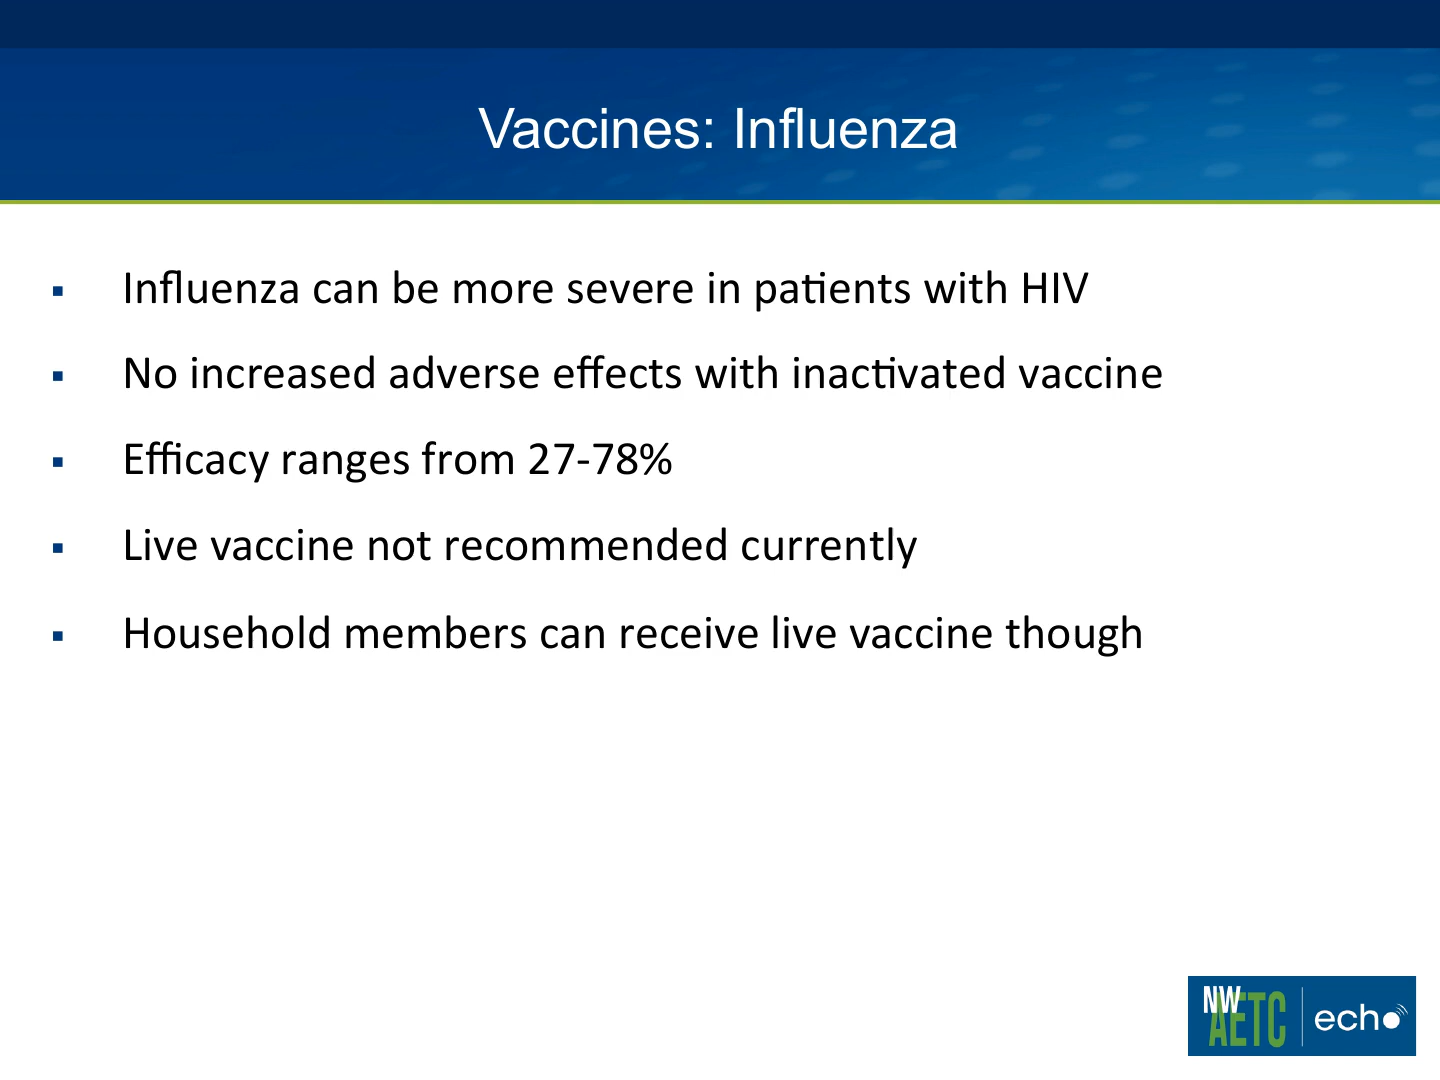 Vaccines: Influenza
▪ Influenza can be more severe in patients with HIV
▪ No increased adverse effects with inactivated vaccine
▪ Efficacy ranges from 27-78%
▪ Live vaccine not recommended currently
▪ Household members can receive live vaccine though
NW
AETC
echo